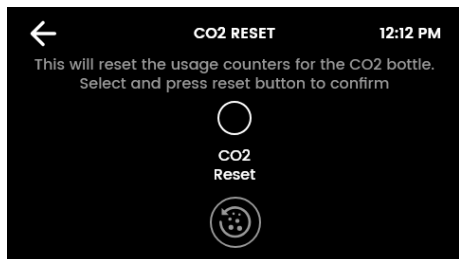 CO2 RESET
12:12 PM
This will reset the usage counters for the CO2 bottle.
Select and press reset button to confirm
CO2
Reset